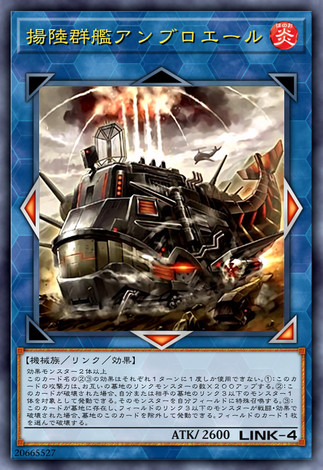 揚陸群艦アンブロエール
炎
【機械族／リンク／効果】
効果モンスター２体以上
このカード名の②③の効果はそれぞれ１ターンに１度しか使用できない。①：この
カードの攻撃力は、お互いの墓地のリンクモンスターの数×２００アップする。②：こ
のカードが破壊された場合、自分または相手の墓地のリンク３以下のモンスター１
体を対象として発動できる。そのモンスターを自分フィールドに特殊召喚する。③：こ
のカードが墓地に存在し、フィールドのリンク３以下のモンスターが戦闘・効果で
破壊された場合、墓地のこのカードを除外して発動できる。フィールドのカード１枚
を選んで破壊する。
ATK/ 2600 LINK-4
20665527